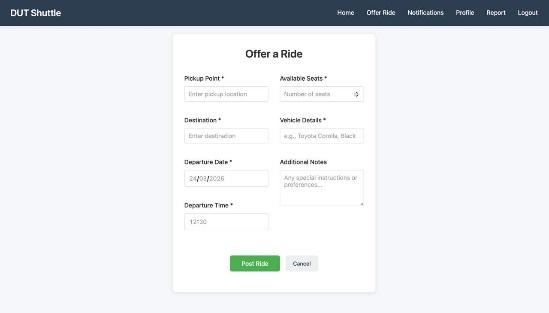 DUT Shuttle
Home Offer Ride Notifications Profile Report Logout
Offer a Ride
Pickup Point *
Enter pickup location
Available Seats *
Number of seats
Destination *
Enter destination
Vehicle Details *
e.g., Toyota Corolla, Black
Departure Date *
24/03/2025
Additional Notes
Any special instructions or
preferences...
Departure Time *
12:30
Post Ride
Cancel